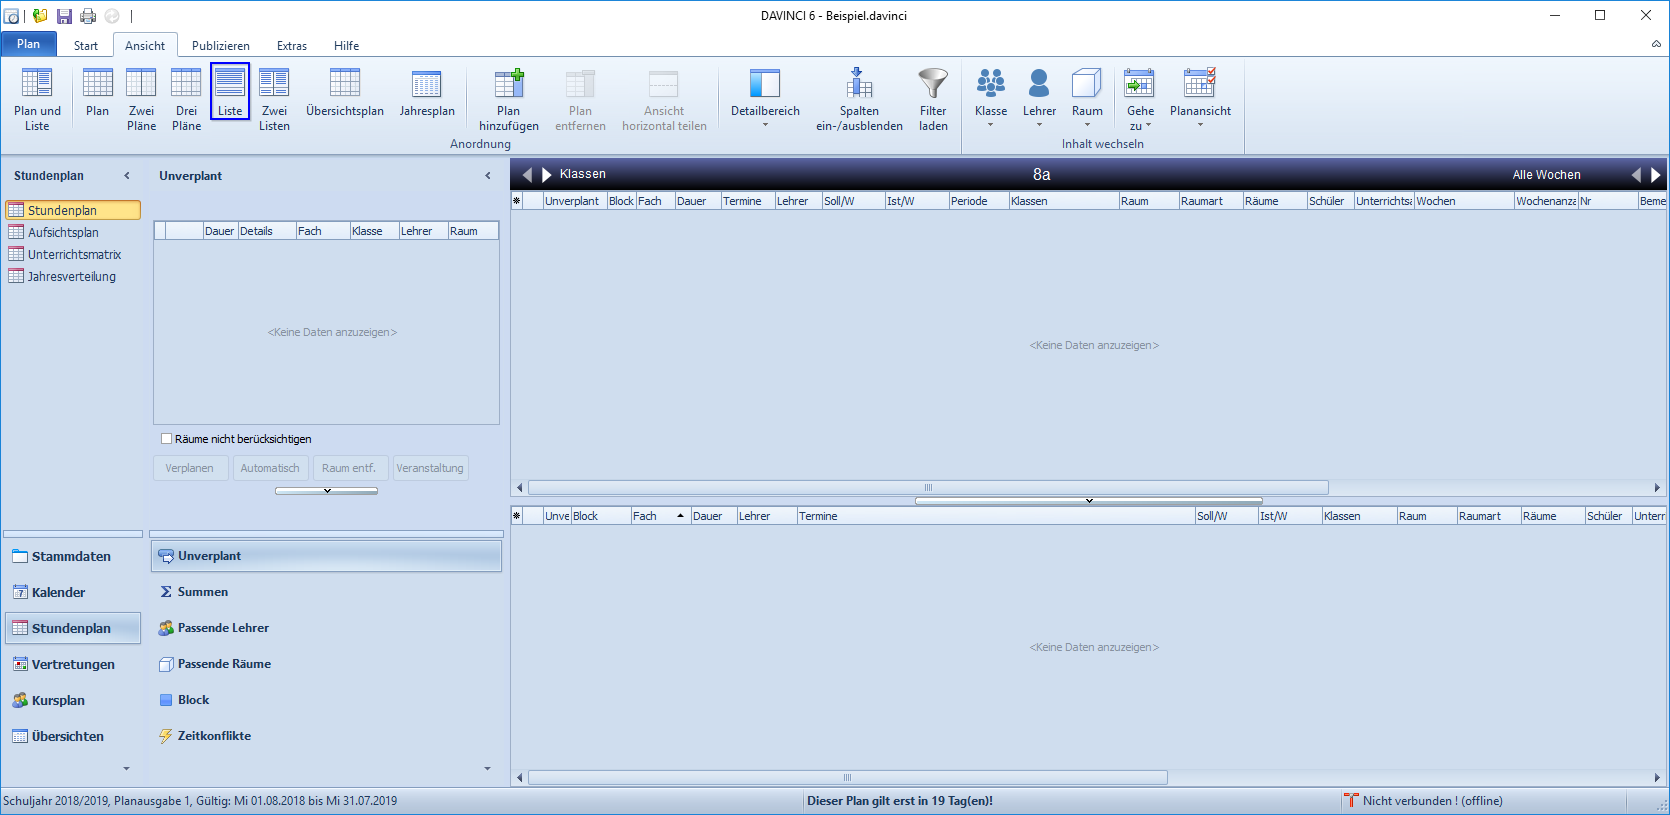 DAVINCI 6 - Beispiel.davinci
Plan Start Ansicht Publizieren Extras Hilfe
Plan und Liste
Plan
Zwei Pläne
Drei Pläne
Liste
Zwei Listen
Übersichtsplan
Jahresplan
Plan hinzufügen
Plan entfernen
Ansicht horizontal teilen
Detailbereich
Spalten ein-/ausblenden
Filter laden
Klasse
Lehrer
Raum
Gehe zu
Planansicht
Anordnung
Inhalt wechseln
Stundenplan
Stundenplan
Aufsichtsplan
Unterrichtsmatrix
Jahresverteilung
Stammdaten
Kalender
Stundenplan
Vertretungen
Kursplan
Übersichten
Unverplant
Dauer Details Fach Klasse Lehrer Raum
<Keine Daten anzuzeigen>
Räume nicht berücksichtigen
Verplanen Automatisch Raum entf. Veranstaltung
Unverplant
Summen
Passende Lehrer
Passende Räume
Block
Zeitkonflikte
Klassen 8a Alle Wochen
Unverplant Block Fach Dauer Termine Lehrer Soll/W Ist/W Periode Klassen Raum Raumart Räume Schüler Unterrichtsa Wochen Wochenanza Nr Beme
<Keine Daten anzuzeigen>
Unve Block Fach Dauer Lehrer Termine Soll/W Ist/W Klassen Raum Raumart Räume Schüler Unterr
<Keine Daten anzuzeigen>
Schuljahr 2018/2019, Planausgabe 1, Gültig: Mi 01.08.2018 bis Mi 31.07.2019
Dieser Plan gilt erst in 19 Tag(en)!
Nicht verbunden ! (offline)